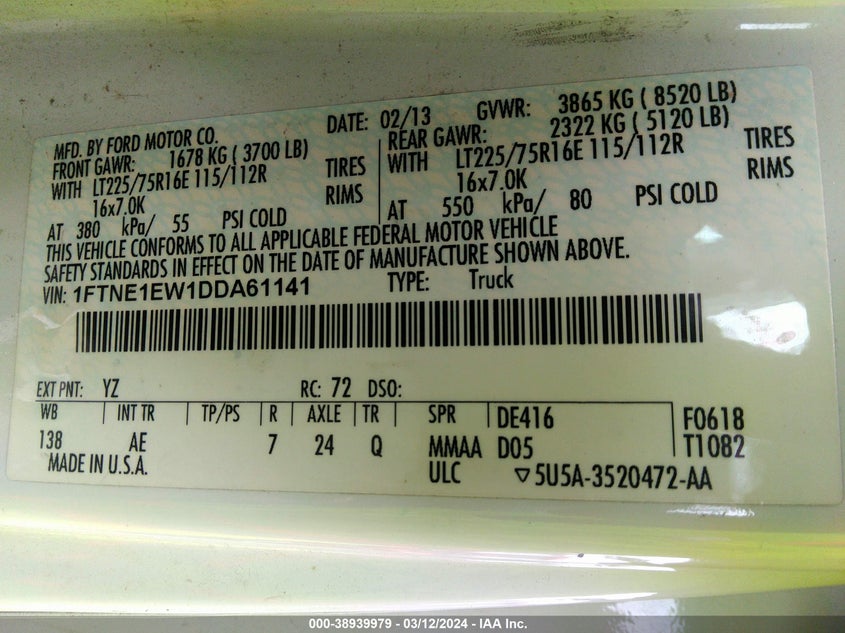 MFD. BY FORD MOTOR CO. DATE: 02/13 GVWR: 3865 KG ( 8520 LB)
FRONT GAWR: 1678 KG ( 3700 LB) REAR GAWR: 2322 KG ( 5120 LB)
WITH LT225/75R16E 115/112R TIRES WITH LT225/75R16E 115/112R TIRES
16x7.0K RIMS 16x7.0K RIMS
AT 380 kPa/ 55 PSI COLD AT 550 kPa/ 80 PSI COLD
THIS VEHICLE CONFORMS TO ALL APPLICABLE FEDERAL MOTOR VEHICLE
SAFETY STANDARDS IN EFFECT ON THE DATE OF MANUFACTURE SHOWN ABOVE.
VIN: 1FTNE1EW1DDA61141 TYPE: Truck
EXT PNT: YZ RC: 72 DSO:
WB INT TR TP/PS R AXLE TR SPR DE416 F0618
138 AE 7 24 Q MMAA D05 T1082
MADE IN U.S.A. ULC ▽5U5A-3520472-AA
000-38939979 - 03/12/2024 - IAA Inc.